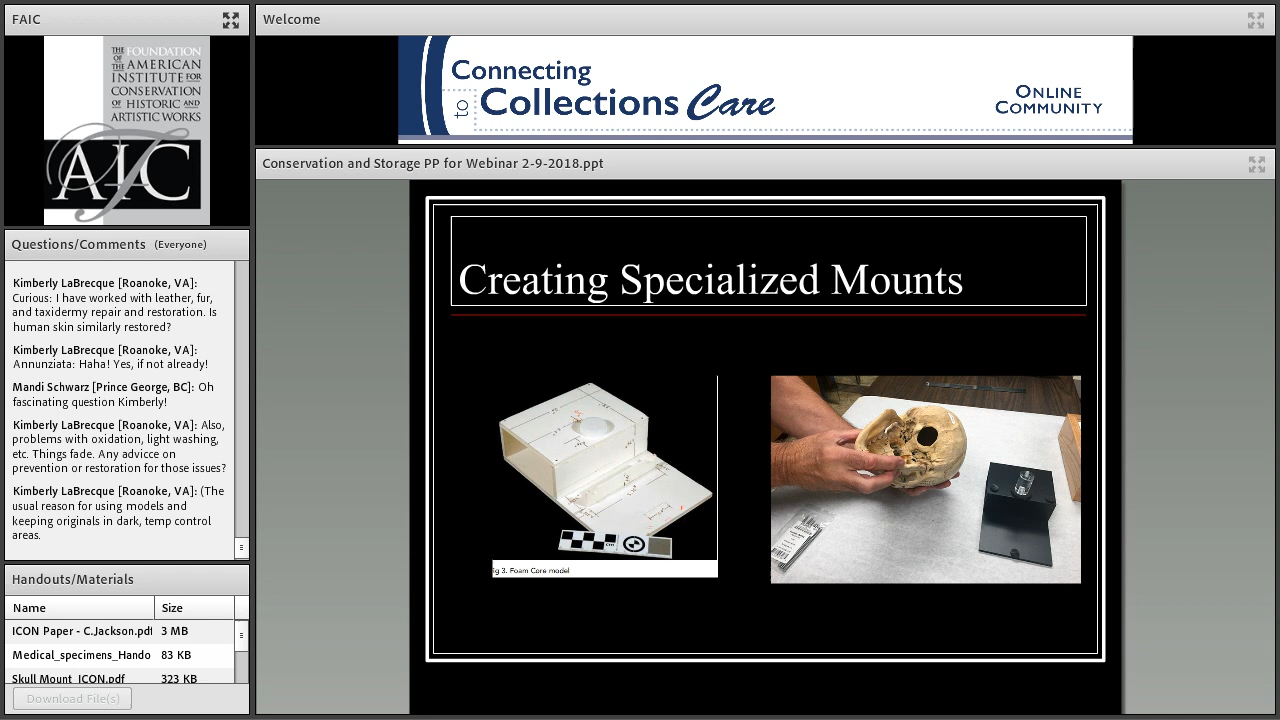 FAIC
THE FOUNDATION
OF THE AMERICAN
INSTITUTE FOR
CONSERVATION
OF HISTORIC AND
ARTISTIC WORKS
AIC
Questions/Comments (Everyone)
Kimberly LaBrecque [Roanoke, VA]:
Curious: I have worked with leather, fur,
and taxidermy repair and restoration. Is
human skin similarly restored?
Kimberly LaBrecque [Roanoke, VA]:
Annunziata: Haha! Yes, if not already!
Mandi Schwarz [Prince George, BC]: Oh
fascinating question Kimberly!
Kimberly LaBrecque [Roanoke, VA]: Also,
problems with oxidation, light washing,
etc. Things fade. Any advicce on
prevention or restoration for those issues?
Kimberly LaBrecque [Roanoke, VA]: (The
usual reason for using models and
keeping originals in dark, temp control
areas.
Handouts/Materials
Name Size
ICON Paper - C.Jackson.pdf 3 MB
Medical_specimens_Hando 83 KB
Skull Mount_ICON.pdf 323 KB
Download File(s)
Welcome
Connecting
to Collections Care
ONLINE
COMMUNITY
Conservation and Storage PP for Webinar 2-9-2018.ppt
Creating Specialized Mounts
ig 3. Foam Core model